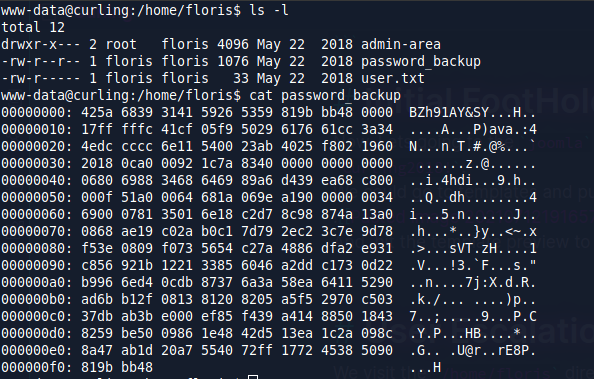 www-data@curling:/home/floris$ ls -l
total 12
drwxr-x--- 2 root   floris 4096 May 22  2018 admin-area
-rw-r--r-- 1 floris floris 1076 May 22  2018 password_backup
-rw-r----- 1 floris floris   33 May 22  2018 user.txt
www-data@curling:/home/floris$ cat password_backup
00000000: 425a 6839 3141 5926 5359 819b bb48 0000  BZh91AY&SY...H..
00000010: 17ff fffc 41cf 05f9 5029 6176 61cc 3a34  ....A...P)ava.:4
00000020: 4edc cccc 6e11 5400 23ab 4025 f802 1960  N...n.T.#.@%...`
00000030: 2018 0ca0 0092 1c7a 8340 0000 0000 0000   ......z.@......
00000040: 0680 6988 3468 6469 89a6 d439 ea68 c800  ..i.4hdi...9.h..
00000050: 000f 51a0 0064 681a 069e a190 0000 0034  ..Q..dh........4
00000060: 6900 0781 3501 6e18 c2d7 8c98 874a 13a0  i...5.n......J..
00000070: 0868 ae19 c02a b0c1 7d79 2ec2 3c7e 9d78  .h...*..}y..<~.x
00000080: f53e 0809 f073 5654 c27a 4886 dfa2 e931  .>...sVT.zH....1
00000090: c856 921b 1221 3385 6046 a2dd c173 0d22  .V...!3.`F...s."
000000a0: b996 6ed4 0cdb 8737 6a3a 58ea 6411 5290  ..n....7j:X.d.R.
000000b0: ad6b b12f 0813 8120 8205 a5f5 2970 c503  .k./... ....)p..
000000c0: 37db ab3b e000 ef85 f439 a414 8850 1843  7..;.....9...P.C
000000d0: 8259 be50 0986 1e48 42d5 13ea 1c2a 098c  .Y.P...HB....*..
000000e0: 8a47 ab1d 20a7 5540 72ff 1772 4538 5090  .G.. .U@r..rE8P.
000000f0: 819b bb48                                ...H